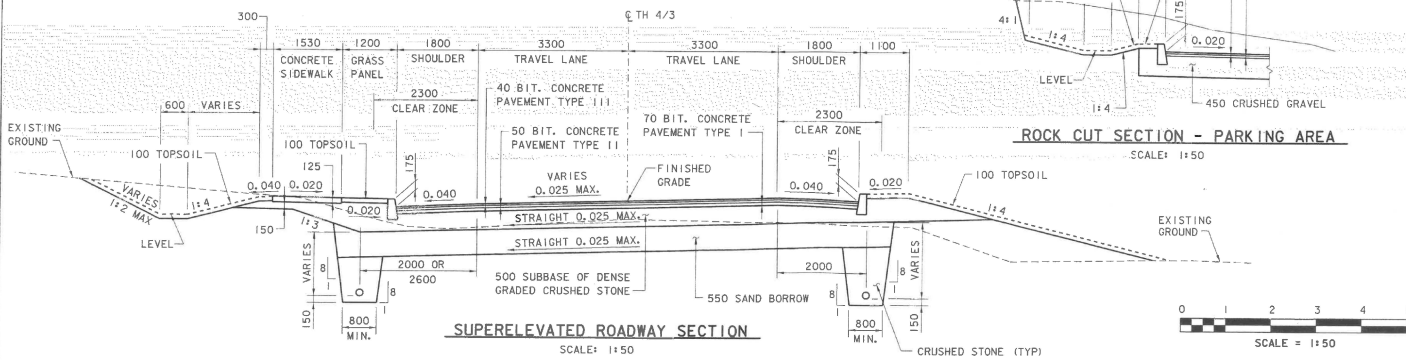 ℄ TH 4/3
300
1530
1200
1800
3300
3300
1800
1100
CONCRETE
SIDEWALK
GRASS
PANEL
SHOULDER
TRAVEL LANE
TRAVEL LANE
SHOULDER
600
VARIES
2300
CLEAR ZONE
40 BIT. CONCRETE
PAVEMENT TYPE III
50 BIT. CONCRETE
PAVEMENT TYPE II
70 BIT. CONCRETE
PAVEMENT TYPE I
2300
CLEAR ZONE
EXISTING
GROUND
100 TOPSOIL
100 TOPSOIL
125
175
VARIES
0.025 MAX.
FINISHED
GRADE
175
100 TOPSOIL
0.040
0.020
0.040
0.040
0.020
VARIES
1:2 MAX
1:4
LEVEL
150
1:3
0.020
STRAIGHT 0.025 MAX.
STRAIGHT 0.025 MAX.
1:4
EXISTING
GROUND
VARIES
8
1
2000 OR
2600
500 SUBBASE OF DENSE
GRADED CRUSHED STONE
550 SAND BORROW
2000
8
1
VARIES
8
1
8
1
150
800
MIN.
150
800
MIN.
CRUSHED STONE (TYP)
SUPERELEVATED ROADWAY SECTION
SCALE: 1:50
4:1
1:4
175
0.020
LEVEL
1:4
450 CRUSHED GRAVEL
ROCK CUT SECTION - PARKING AREA
SCALE: 1:50
0
1
2
3
4
SCALE = 1:50